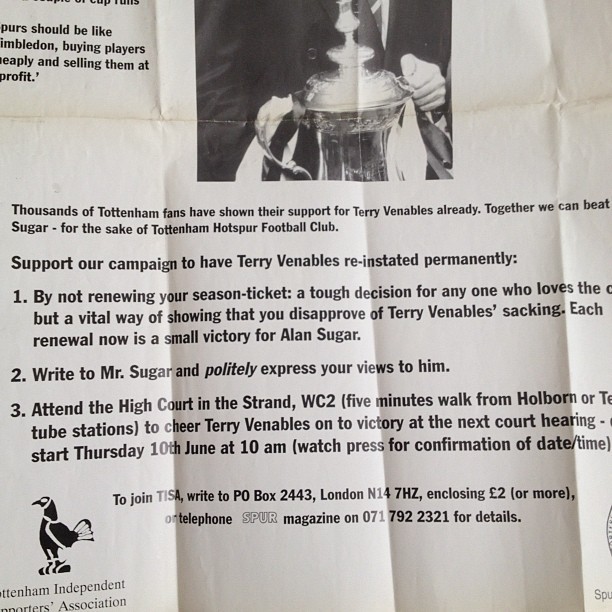 purs should be like
imbledon, buying players
eaply and selling them at
profit.'
Thousands of Tottenham fans have shown their support for Terry Venables already. Together we can beat
Sugar - for the sake of Tottenham Hotspur Football Club.
Support our campaign to have Terry Venables re-instated permanently:
1. By not renewing your season-ticket: a tough decision for any one who loves the c
but a vital way of showing that you disapprove of Terry Venables' sacking. Each
renewal now is a small victory for Alan Sugar.
2. Write to Mr. Sugar and politely express your views to him.
3. Attend the High Court in the Strand, WC2 (five minutes walk from Holborn or Te
tube stations) to cheer Terry Venables on to victory at the next court hearing -
start Thursday 10th June at 10 am (watch press for confirmation of date/time)
To join TISA, write to PO Box 2443, London N14 7HZ, enclosing £2 (or more),
or telephone SPUR magazine on 071 792 2321 for details.
ottenham Independent
pporters' Association
Spu